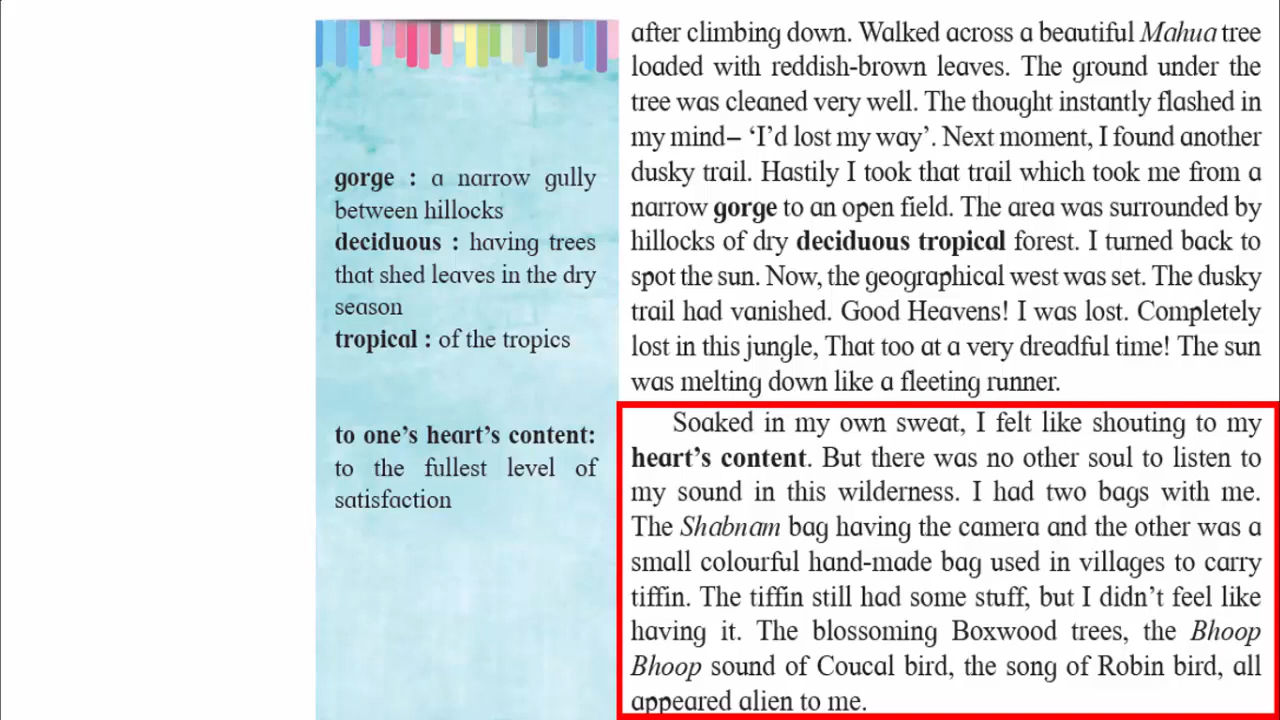 gorge : a narrow gully
between hillocks
deciduous : having trees
that shed leaves in the dry
season
tropical : of the tropics
to one's heart's content:
to the fullest level of
satisfaction
after climbing down. Walked across a beautiful Mahua tree
loaded with reddish-brown leaves. The ground under the
tree was cleaned very well. The thought instantly flashed in
my mind– ‘I’d lost my way’. Next moment, I found another
dusky trail. Hastily I took that trail which took me from a
narrow gorge to an open field. The area was surrounded by
hillocks of dry deciduous tropical forest. I turned back to
spot the sun. Now, the geographical west was set. The dusky
trail had vanished. Good Heavens! I was lost. Completely
lost in this jungle, That too at a very dreadful time! The sun
was melting down like a fleeting runner.
Soaked in my own sweat, I felt like shouting to my
heart’s content. But there was no other soul to listen to
my sound in this wilderness. I had two bags with me.
The Shabnam bag having the camera and the other was a
small colourful hand-made bag used in villages to carry
tiffin. The tiffin still had some stuff, but I didn’t feel like
having it. The blossoming Boxwood trees, the Bhoop
Bhoop sound of Coucal bird, the song of Robin bird, all
appeared alien to me.